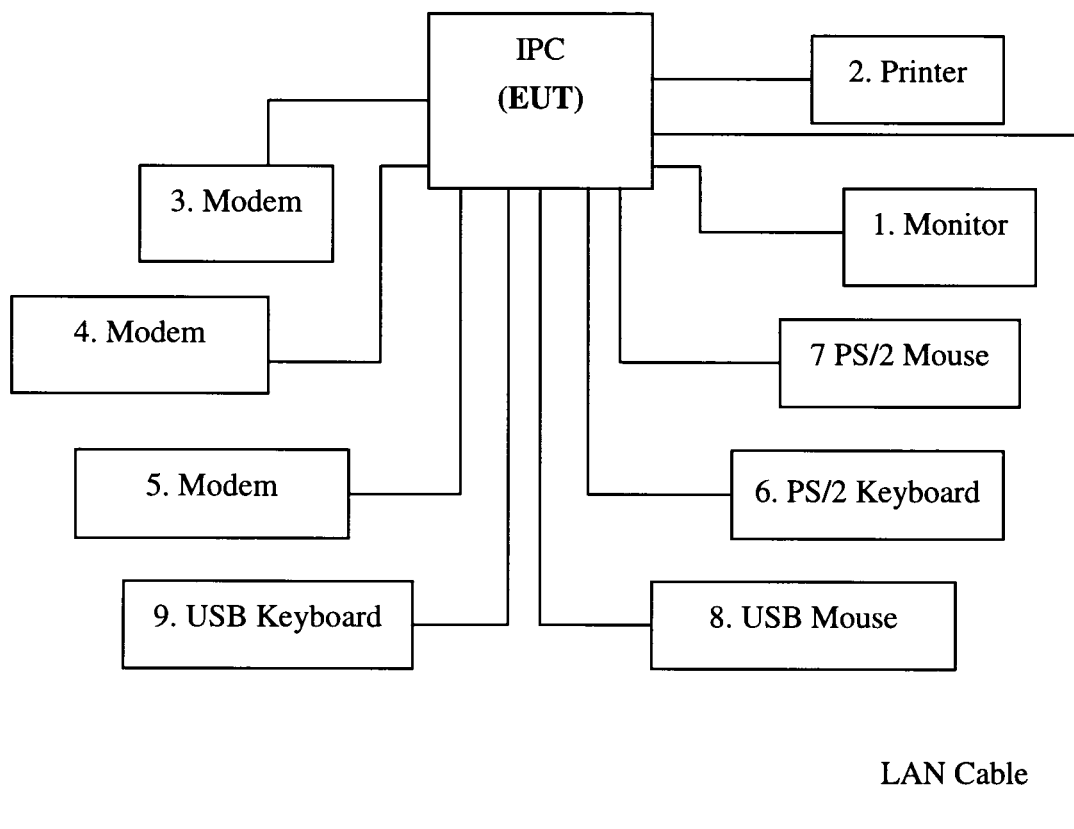 IPC
(EUT)
2. Printer
3. Modem
1. Monitor
4. Modem
7 PS/2 Mouse
5. Modem
6. PS/2 Keyboard
9. USB Keyboard
8. USB Mouse
LAN Cable